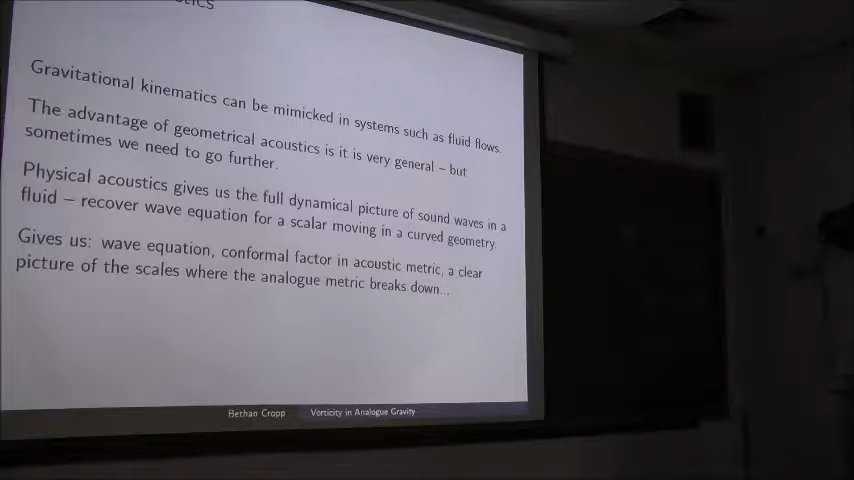 Gravitational kinematics can be mimicked in systems such as fluid flows.
The advantage of geometrical acoustics is it is very general – but
sometimes we need to go further.
Physical acoustics gives us the full dynamical picture of sound waves in a
fluid – recover wave equation for a scalar moving in a curved geometry.
Gives us: wave equation, conformal factor in acoustic metric, a clear
picture of the scales where the analogue metric breaks down...
Bethan Cropp Vorticity in Analogue Gravity